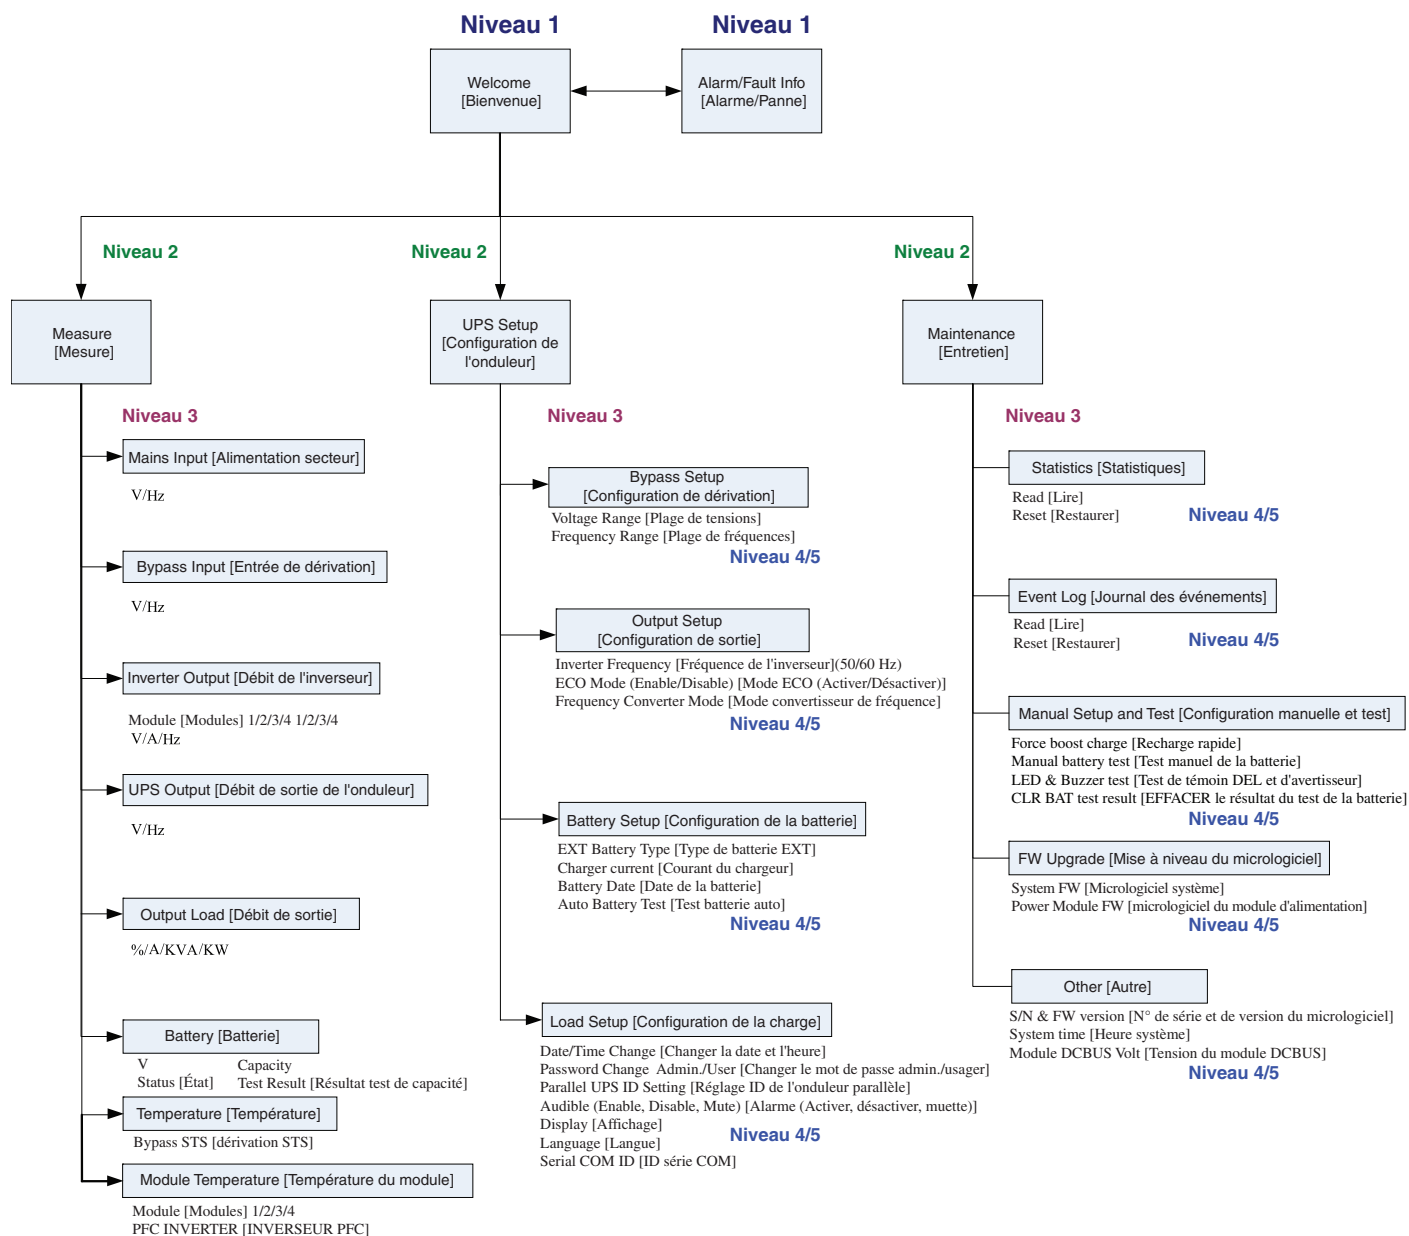 Niveau 1
Niveau 1
Welcome
[Bienvenue]
Alarm/Fault Info
[Alarme/Panne]
Niveau 2
Niveau 2
Niveau 2
Measure
[Mesure]
UPS Setup
[Configuration de
l'onduleur]
Maintenance
[Entretien]
Niveau 3
Mains Input [Alimentation secteur]
V/Hz
Bypass Input [Entrée de dérivation]
V/Hz
Inverter Output [Débit de l'inverseur]
Module [Modules] 1/2/3/4 1/2/3/4
V/A/Hz
UPS Output [Débit de sortie de l'onduleur]
V/Hz
Output Load [Débit de sortie]
%/A/KVA/KW
Battery [Batterie]
V Capacity
Status [État] Test Result [Résultat test de capacité]
Temperature [Température]
Bypass STS [dérivation STS]
Module Temperature [Température du module]
Module [Modules] 1/2/3/4
PFC INVERTER [INVERSEUR PFC]
Niveau 3
Bypass Setup
[Configuration de dérivation]
Voltage Range [Plage de tensions]
Frequency Range [Plage de fréquences]
Niveau 4/5
Output Setup
[Configuration de sortie]
Inverter Frequency [Fréquence de l'inverseur](50/60 Hz)
ECO Mode (Enable/Disable) [Mode ECO (Activer/Désactiver)]
Frequency Converter Mode [Mode convertisseur de fréquence]
Niveau 4/5
Battery Setup [Configuration de la batterie]
EXT Battery Type [Type de batterie EXT]
Charger current [Courant du chargeur]
Battery Date [Date de la batterie]
Auto Battery Test [Test batterie auto]
Niveau 4/5
Load Setup [Configuration de la charge]
Date/Time Change [Changer la date et l'heure]
Password Change Admin./User [Changer le mot de passe admin./usager]
Parallel UPS ID Setting [Réglage ID de l'onduleur parallèle]
Audible (Enable, Disable, Mute) [Alarme (Activer, désactiver, muette)]
Display [Affichage]
Niveau 4/5
Language [Langue]
Serial COM ID [ID série COM]
Niveau 3
Statistics [Statistiques]
Read [Lire]
Reset [Restaurer]
Niveau 4/5
Event Log [Journal des événements]
Read [Lire]
Reset [Restaurer]
Niveau 4/5
Manual Setup and Test [Configuration manuelle et test]
Force boost charge [Recharge rapide]
Manual battery test [Test manuel de la batterie]
LED & Buzzer test [Test de témoin DEL et d'avertisseur]
CLR BAT test result [EFFACER le résultat du test de la batterie]
Niveau 4/5
FW Upgrade [Mise à niveau du micrologiciel]
System FW [Micrologiciel système]
Power Module FW [micrologiciel du module d'alimentation]
Niveau 4/5
Other [Autre]
S/N & FW version [N° de série et de version du micrologiciel]
System time [Heure système]
Module DCBUS Volt [Tension du module DCBUS]
Niveau 4/5